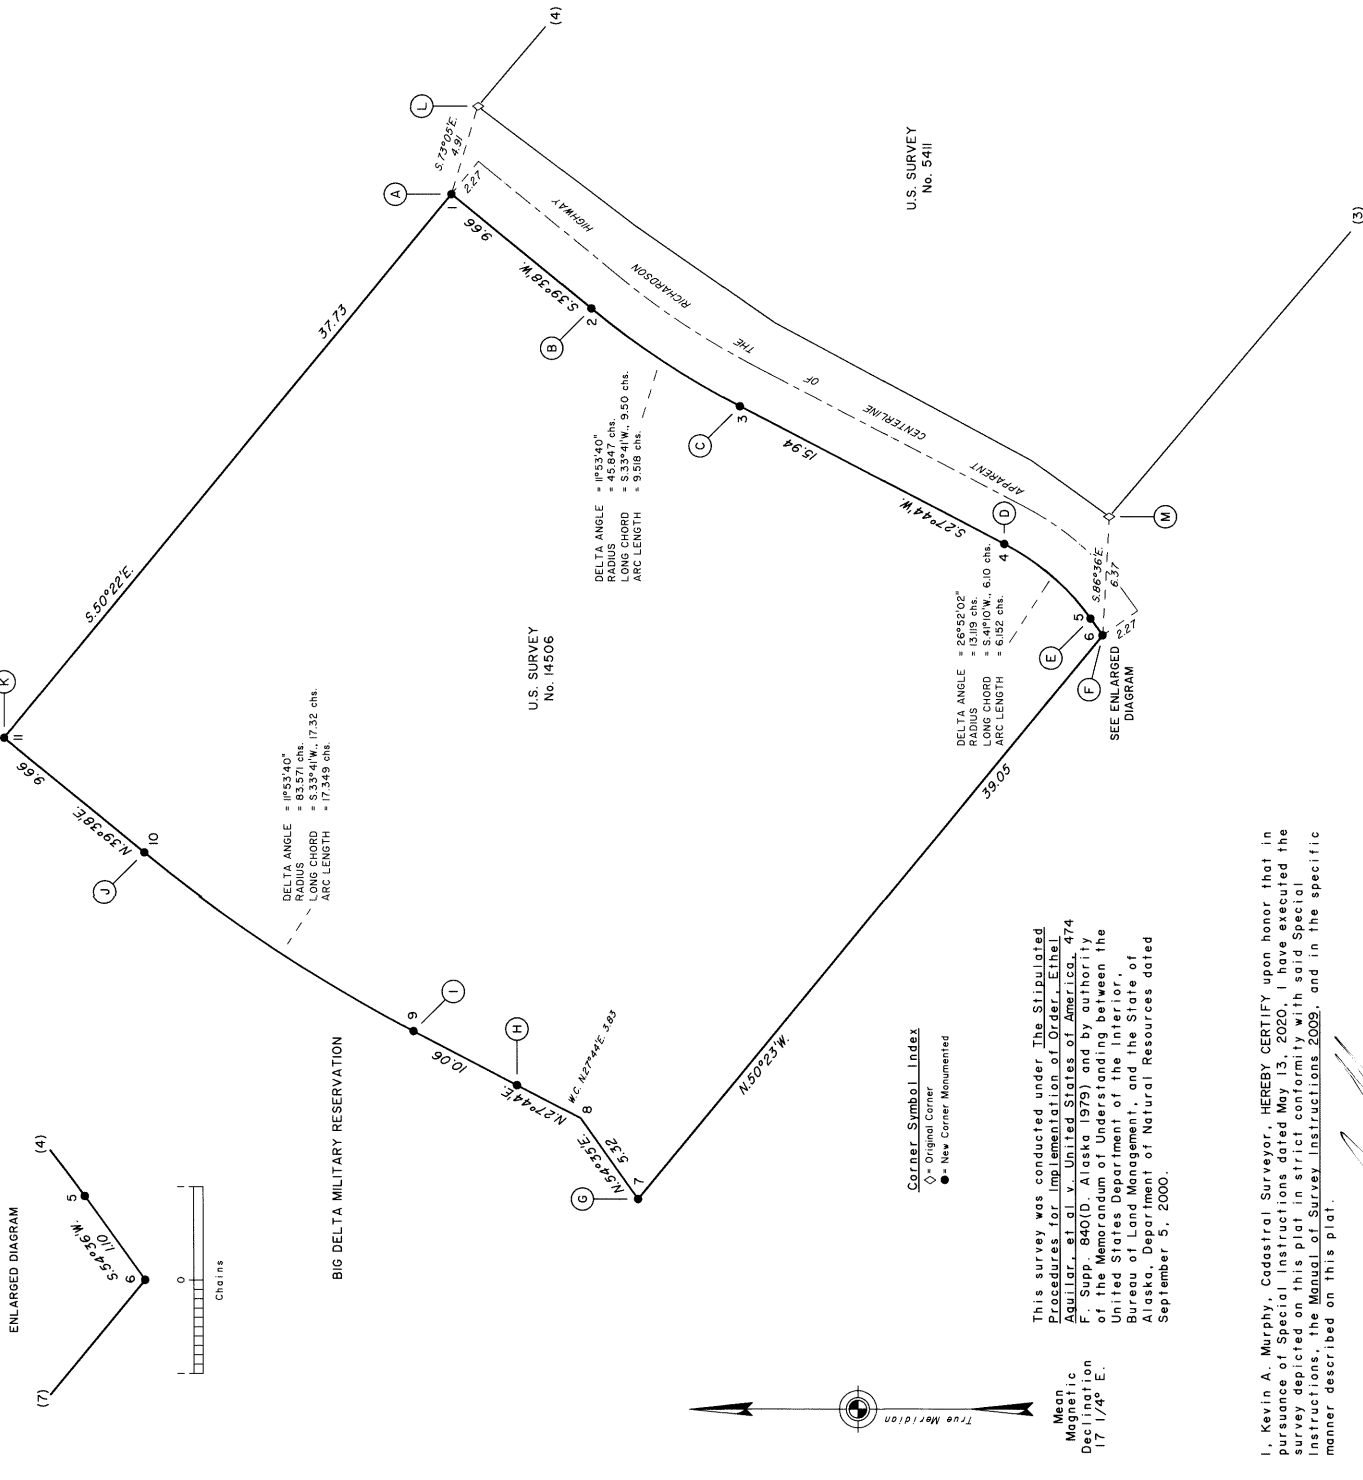 ENLARGED DIAGRAM
(4)
5
S.54°36'W.
1.10
6
(7)
0
Chains
BIG DELTA MILITARY RESERVATION
K
11
9.66
N.39°38'E.
10
J
DELTA ANGLE = 11°53'40"
RADIUS = 83.571 chs.
LONG CHORD = S.33°41'W., 17.32 chs.
ARC LENGTH = 17.349 chs.
9
I
10.06
H
N.27°44'E.
W.C. N.27°44'E. 3.83
8
5.32
N.54°35'E.
G
7
S.50°22'E.
37.73
L
(4)
S.73°05'E.
4.91
A
1
2.27
9.66
S.39°38'W.
2
B
DELTA ANGLE = 11°53'40"
RADIUS = 45.847 chs.
LONG CHORD = S.33°41'W., 9.50 chs.
ARC LENGTH = 9.518 chs.
C
3
15.94
S.27°44'W.
D
4
DELTA ANGLE = 26°52'02"
RADIUS = 13.119 chs.
LONG CHORD = S.41°10'W., 6.10 chs.
ARC LENGTH = 6.152 chs.
E
5
6
F
SEE ENLARGED
DIAGRAM
S.86°36'E.
6.37
2.27
M
(3)
APPARENT CENTERLINE OF THE RICHARDSON HIGHWAY
U.S. SURVEY
No. 5411
U.S. SURVEY
No. 14506
39.05
N.50°23'W.
Corner Symbol Index
◇ = Original Corner
● = New Corner Monumented
This survey was conducted under The Stipulated
Procedures for Implementation of Order, Ethel
Aguilar, et al v. United States of America, 474
F. Supp. 840(D. Alaska 1979) and by authority
of the Memorandum of Understanding between the
United States Department of the Interior,
Bureau of Land Management, and the State of
Alaska, Department of Natural Resources dated
September 5, 2000.
True Meridian
Mean
Magnetic
Declination
17 1/4° E.
I, Kevin A. Murphy, Cadastral Surveyor, HEREBY CERTIFY upon honor that in
pursuance of Special Instructions dated May 13, 2020, I have executed the
survey depicted on this plat in strict conformity with said Special
Instructions, the Manual of Survey Instructions 2009, and in the specific
manner described on this plat.